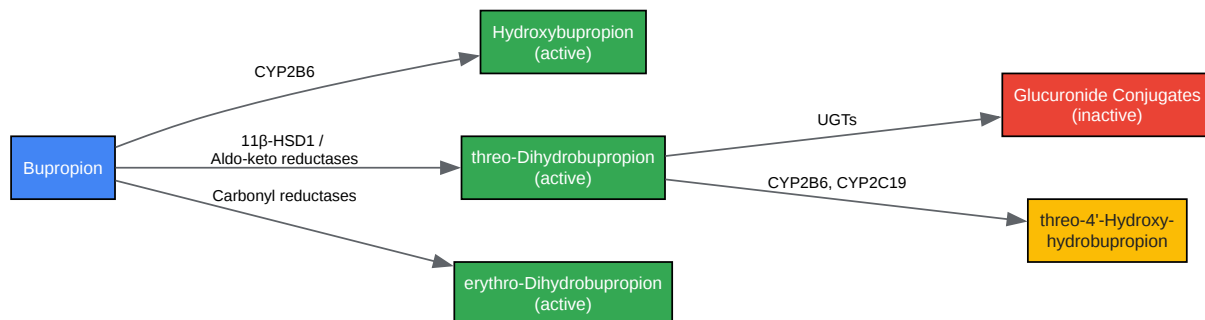 Hydroxybupropion
(active)
CYP2B6
Glucuronide Conjugates
(inactive)
UGTs
11β-HSD1 /
Aldo-keto reductases
Bupropion
threo-Dihydrobupropion
(active)
CYP2B6, CYP2C19
Carbonyl reductases
threo-4'-Hydroxy-
hydrobupropion
erythro-Dihydrobupropion
(active)